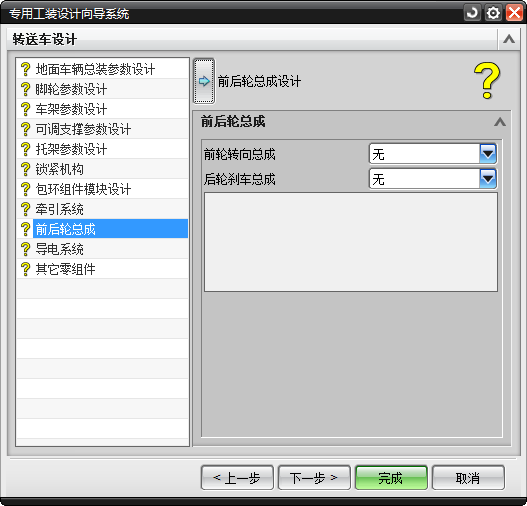 专用工装设计向导系统
转送车设计
地面车辆总装参数设计
脚轮参数设计
车架参数设计
可调支撑参数设计
托架参数设计
锁紧机构
包环组件模块设计
牵引系统
前后轮总成
导电系统
其它零组件
前后轮总成设计
前后轮总成
前轮转向总成 无
后轮刹车总成 无
< 上一步 下一步 > 完成 取消